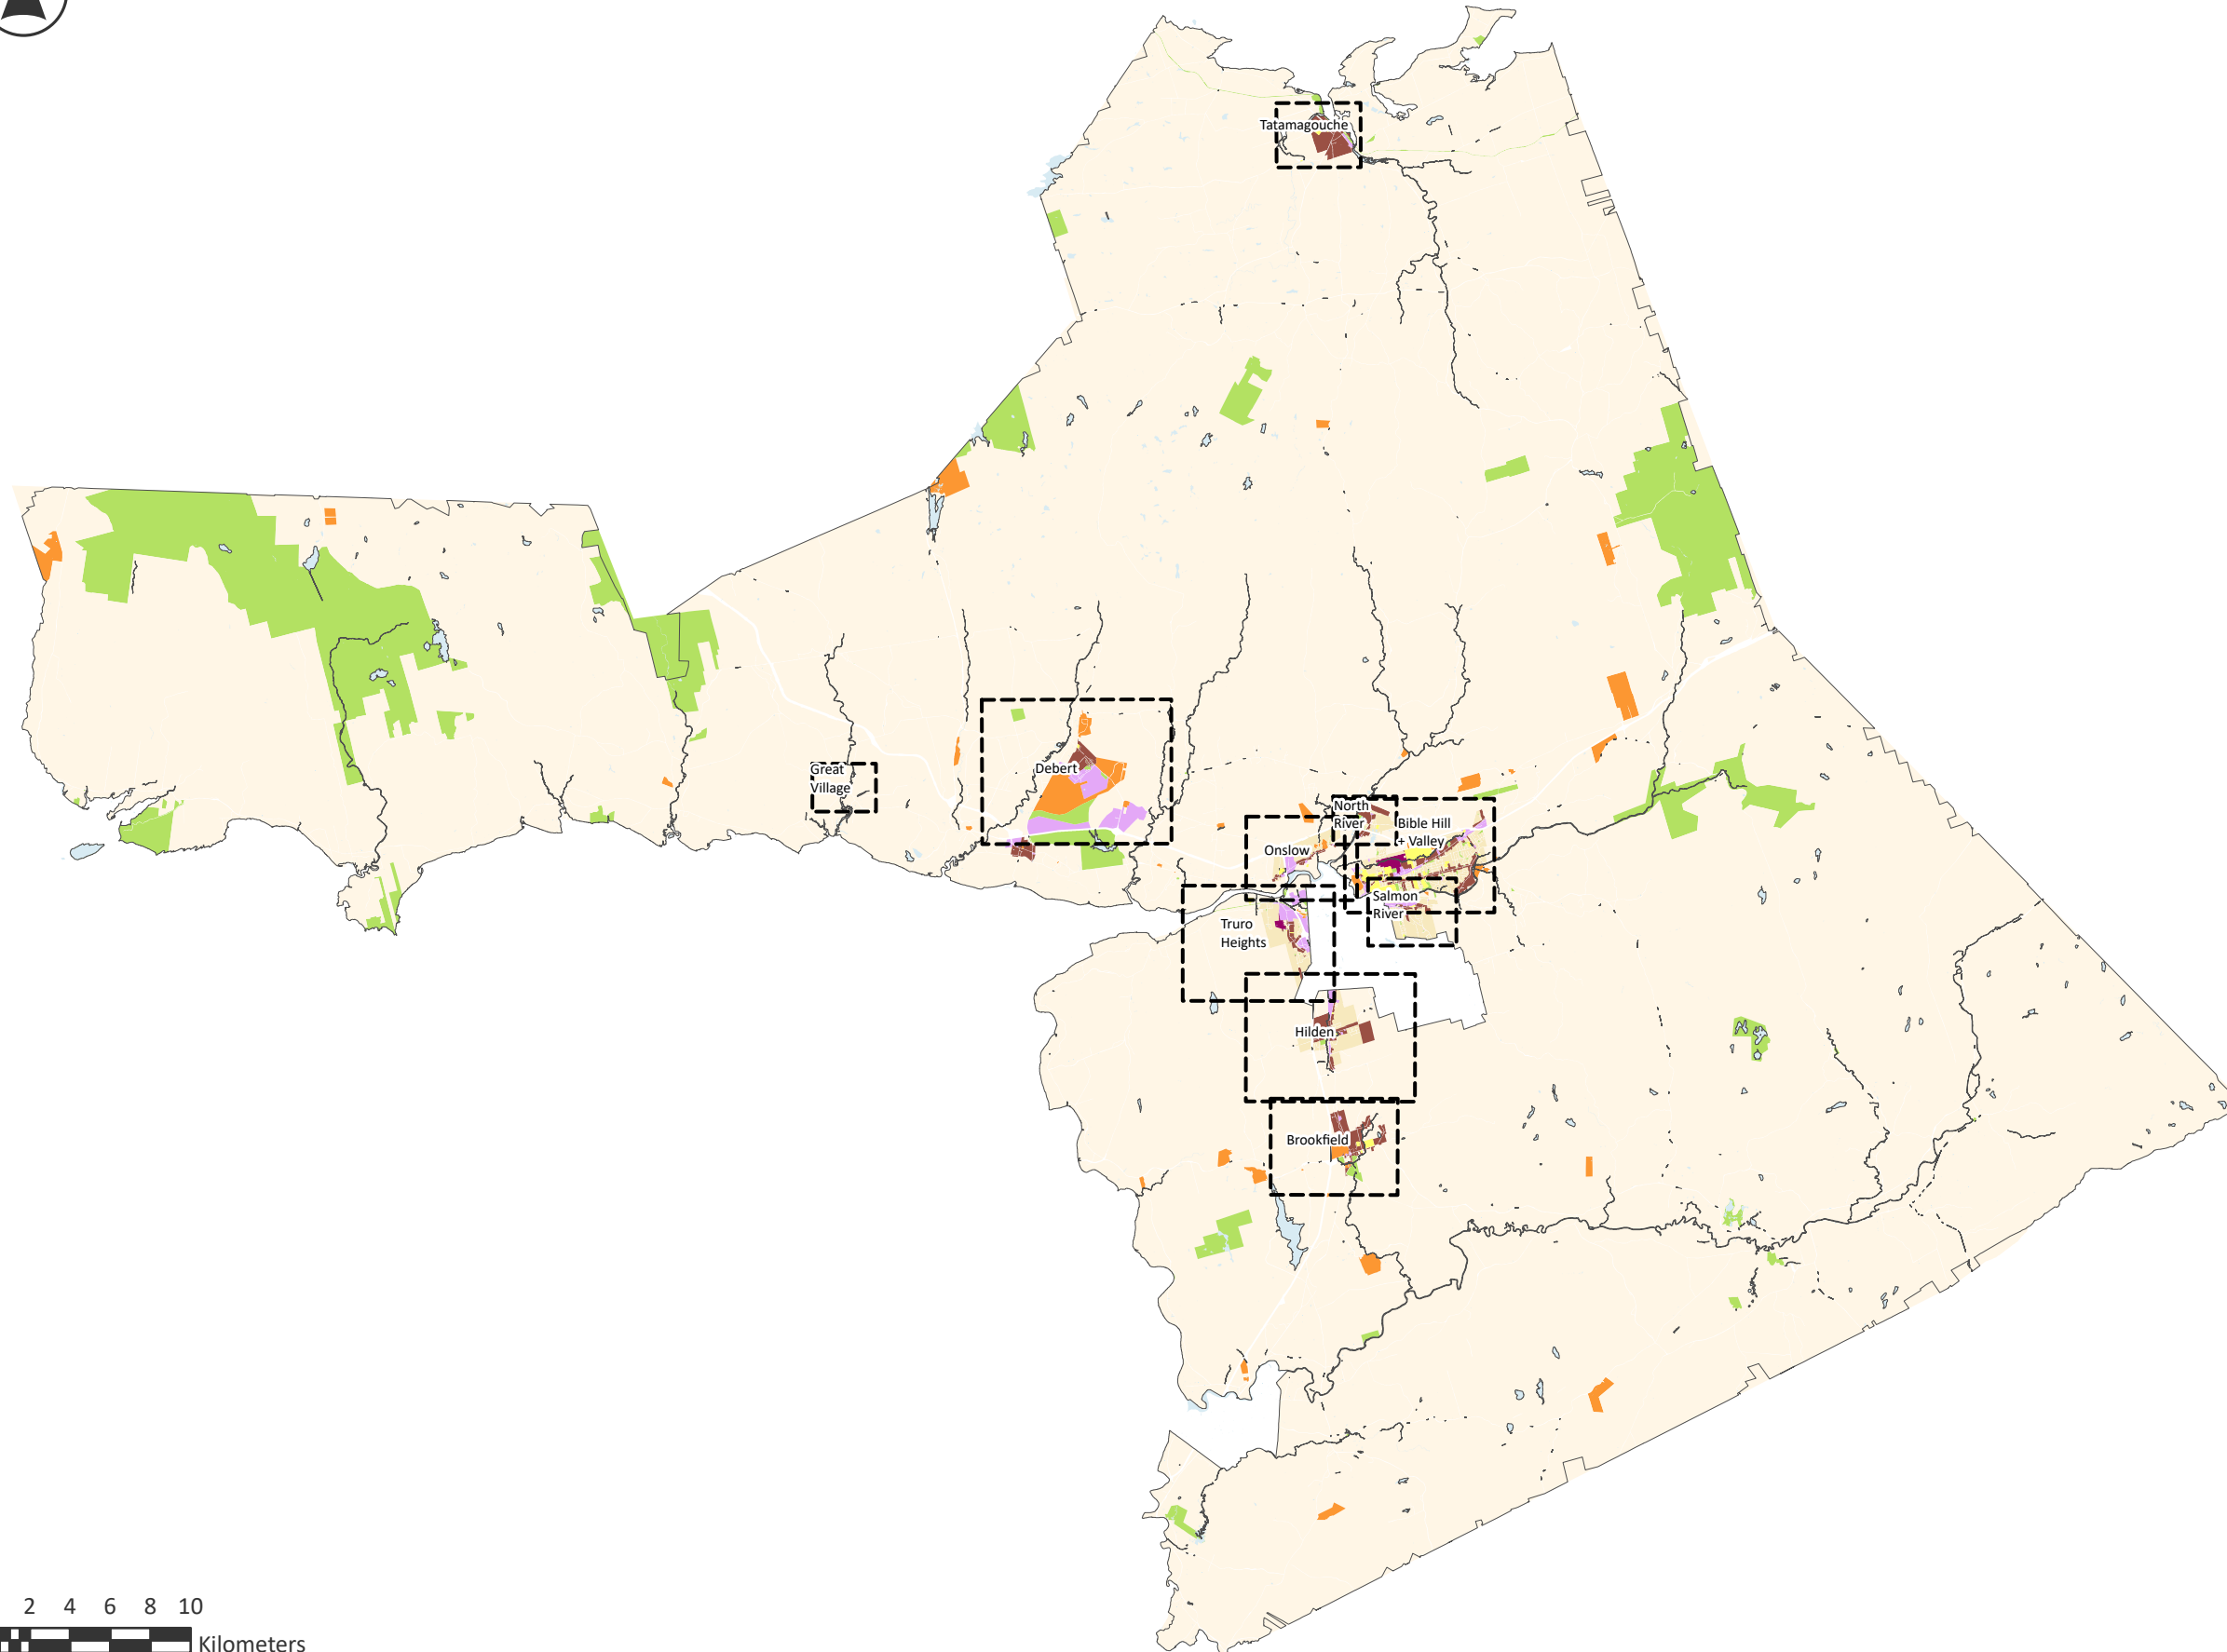 Tatamagouche
Great
Village
Debert
North
River
Bible Hill
+ Valley
Onslow
Salmon
River
Truro
Heights
Hilden
Brookfield
2 4 6 8 10
Kilometers